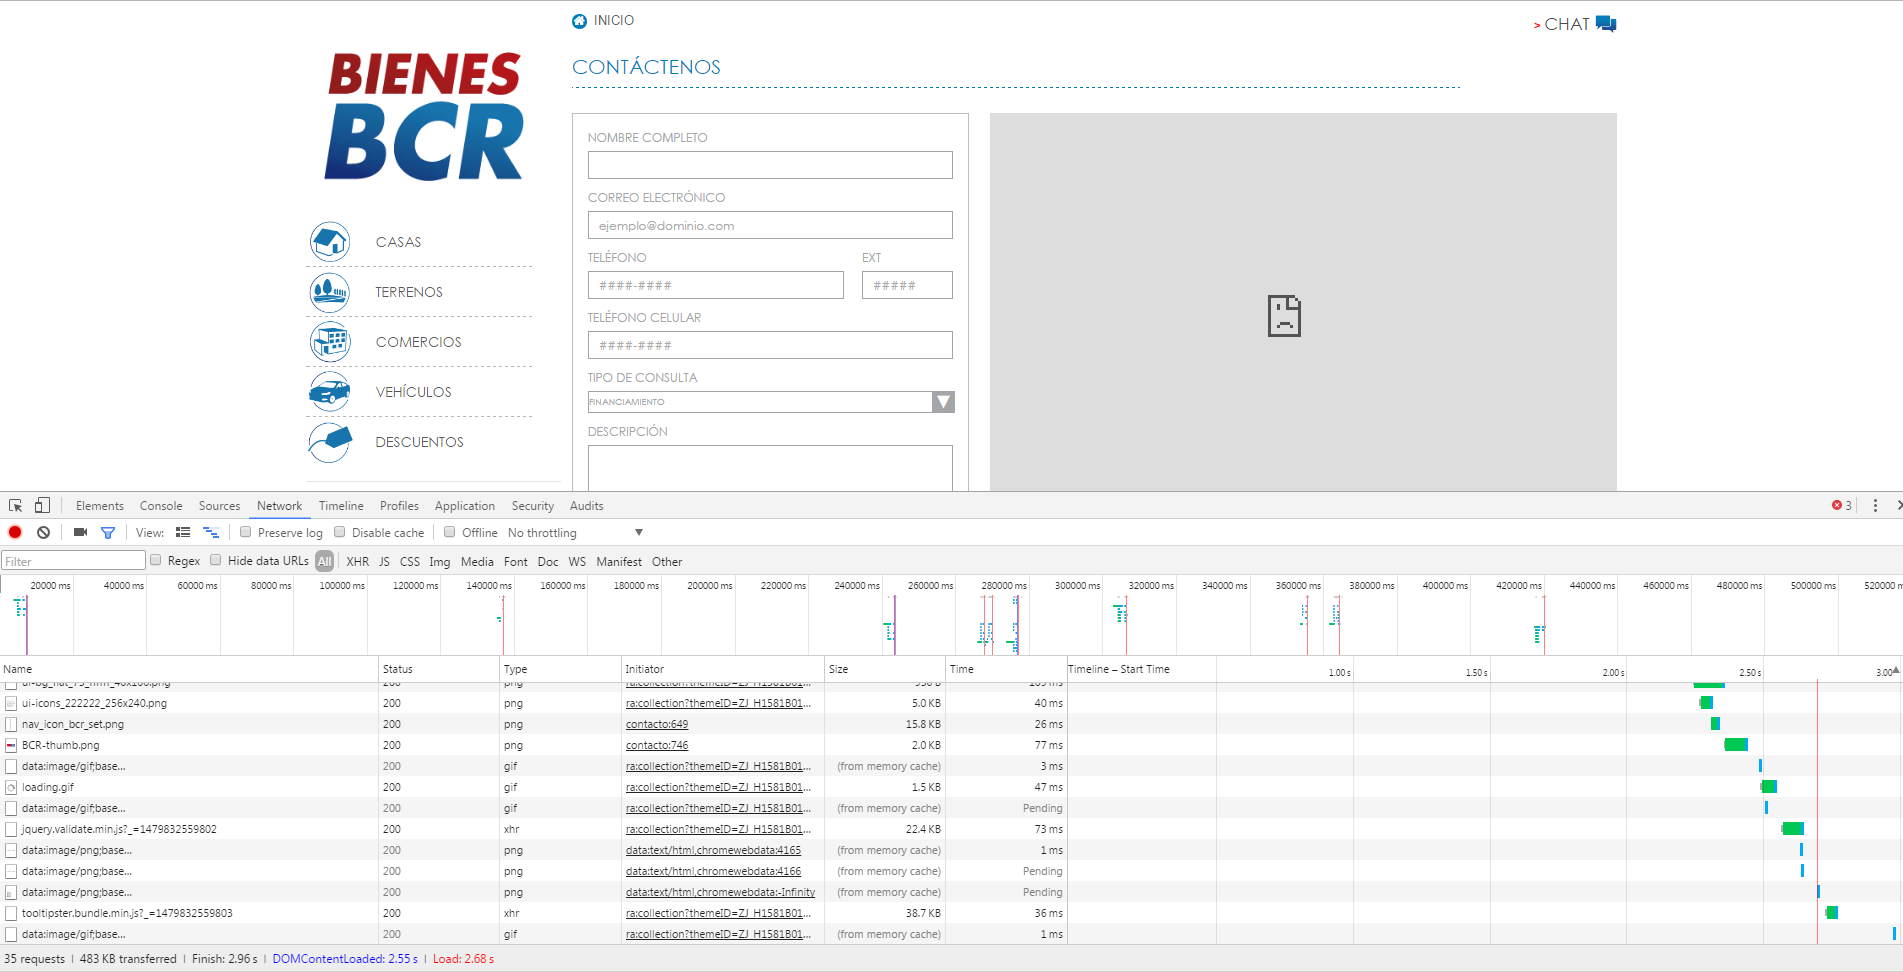 INICIO
> CHAT
BIENES
BCR
CONTÁCTENOS
CASAS
TERRENOS
COMERCIOS
VEHÍCULOS
DESCUENTOS
NOMBRE COMPLETO
CORREO ELECTRÓNICO
ejemplo@dominio.com
TELÉFONO EXT
####-#### #####
TELÉFONO CELULAR
####-####
TIPO DE CONSULTA
FINANCIAMIENTO
DESCRIPCIÓN
Elements Console Sources Network Timeline Profiles Application Security Audits 3
View: Preserve log Disable cache Offline No throttling
Filter Regex Hide data URLs All XHR JS CSS Img Media Font Doc WS Manifest Other
20000 ms 40000 ms 60000 ms 80000 ms 100000 ms 120000 ms 140000 ms 160000 ms 180000 ms 200000 ms 220000 ms 240000 ms 260000 ms 280000 ms 300000 ms 320000 ms 340000 ms 360000 ms 380000 ms 400000 ms 420000 ms 440000 ms 460000 ms 480000 ms 500000 ms 520000
Name Status Type Initiator Size Time Timeline – Start Time 1.00 s 1.50 s 2.00 s 2.50 s 3.00
200 png ra:collection?themeID=ZJ_H1581B01...
ui-icons_222222_256x240.png 200 png ra:collection?themeID=ZJ_H1581B01... 5.0 KB 40 ms
nav_icon_bcr_set.png 200 png contacto:649 15.8 KB 26 ms
BCR-thumb.png 200 png contacto:746 2.0 KB 77 ms
data:image/gif;base... 200 gif ra:collection?themeID=ZJ_H1581B01... (from memory cache) 3 ms
loading.gif 200 gif ra:collection?themeID=ZJ_H1581B01... 1.5 KB 47 ms
data:image/gif;base... 200 gif ra:collection?themeID=ZJ_H1581B01... (from memory cache) Pending
jquery.validate.min.js?_=1479832559802 200 xhr ra:collection?themeID=ZJ_H1581B01... 22.4 KB 73 ms
data:image/png;base... 200 png data:text/html,chromewebdata:4165 (from memory cache) 1 ms
data:image/png;base... 200 png data:text/html,chromewebdata:4166 (from memory cache) Pending
data:image/png;base... 200 png data:text/html,chromewebdata:-Infinity (from memory cache) Pending
tooltipster.bundle.min.js?_=1479832559803 200 xhr ra:collection?themeID=ZJ_H1581B01... 38.7 KB 36 ms
data:image/gif;base... 200 gif ra:collection?themeID=ZJ_H1581B01... (from memory cache) 1 ms
35 requests | 483 KB transferred | Finish: 2.96 s | DOMContentLoaded: 2.55 s | Load: 2.68 s